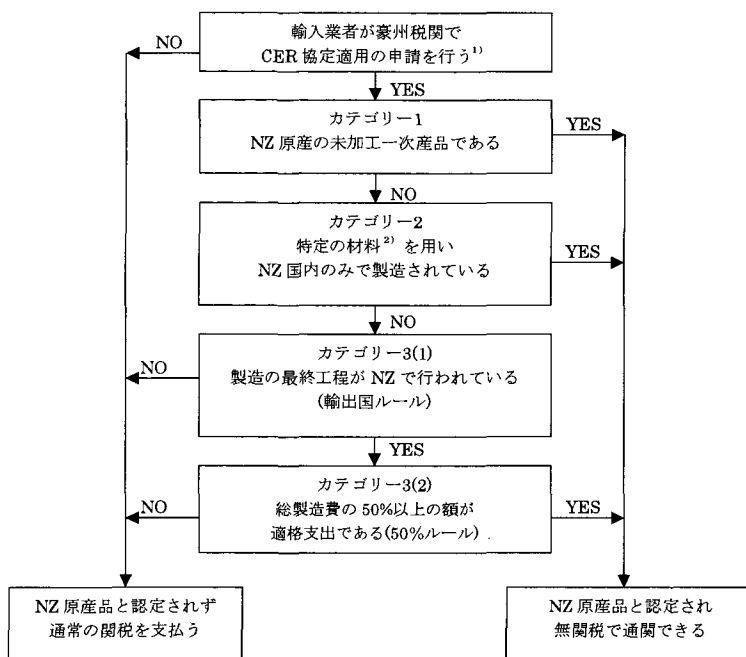 輸入業者が豪州税関で
CER 協定適用の申請を行う1)
NO
YES
カテゴリー1
NZ 原産の未加工一次産品である
YES
NO
カテゴリー2
特定の材料2) を用い
NZ 国内のみで製造されている
YES
NO
カテゴリー3(1)
製造の最終工程が NZ で行われている
(輸出国ルール)
NO
YES
カテゴリー3(2)
総製造費の 50%以上の額が
適格支出である(50%ルール) .
NO
YES
NZ 原産品と認定されず
通常の関税を支払う
NZ 原産品と認定され
無関税で通関できる